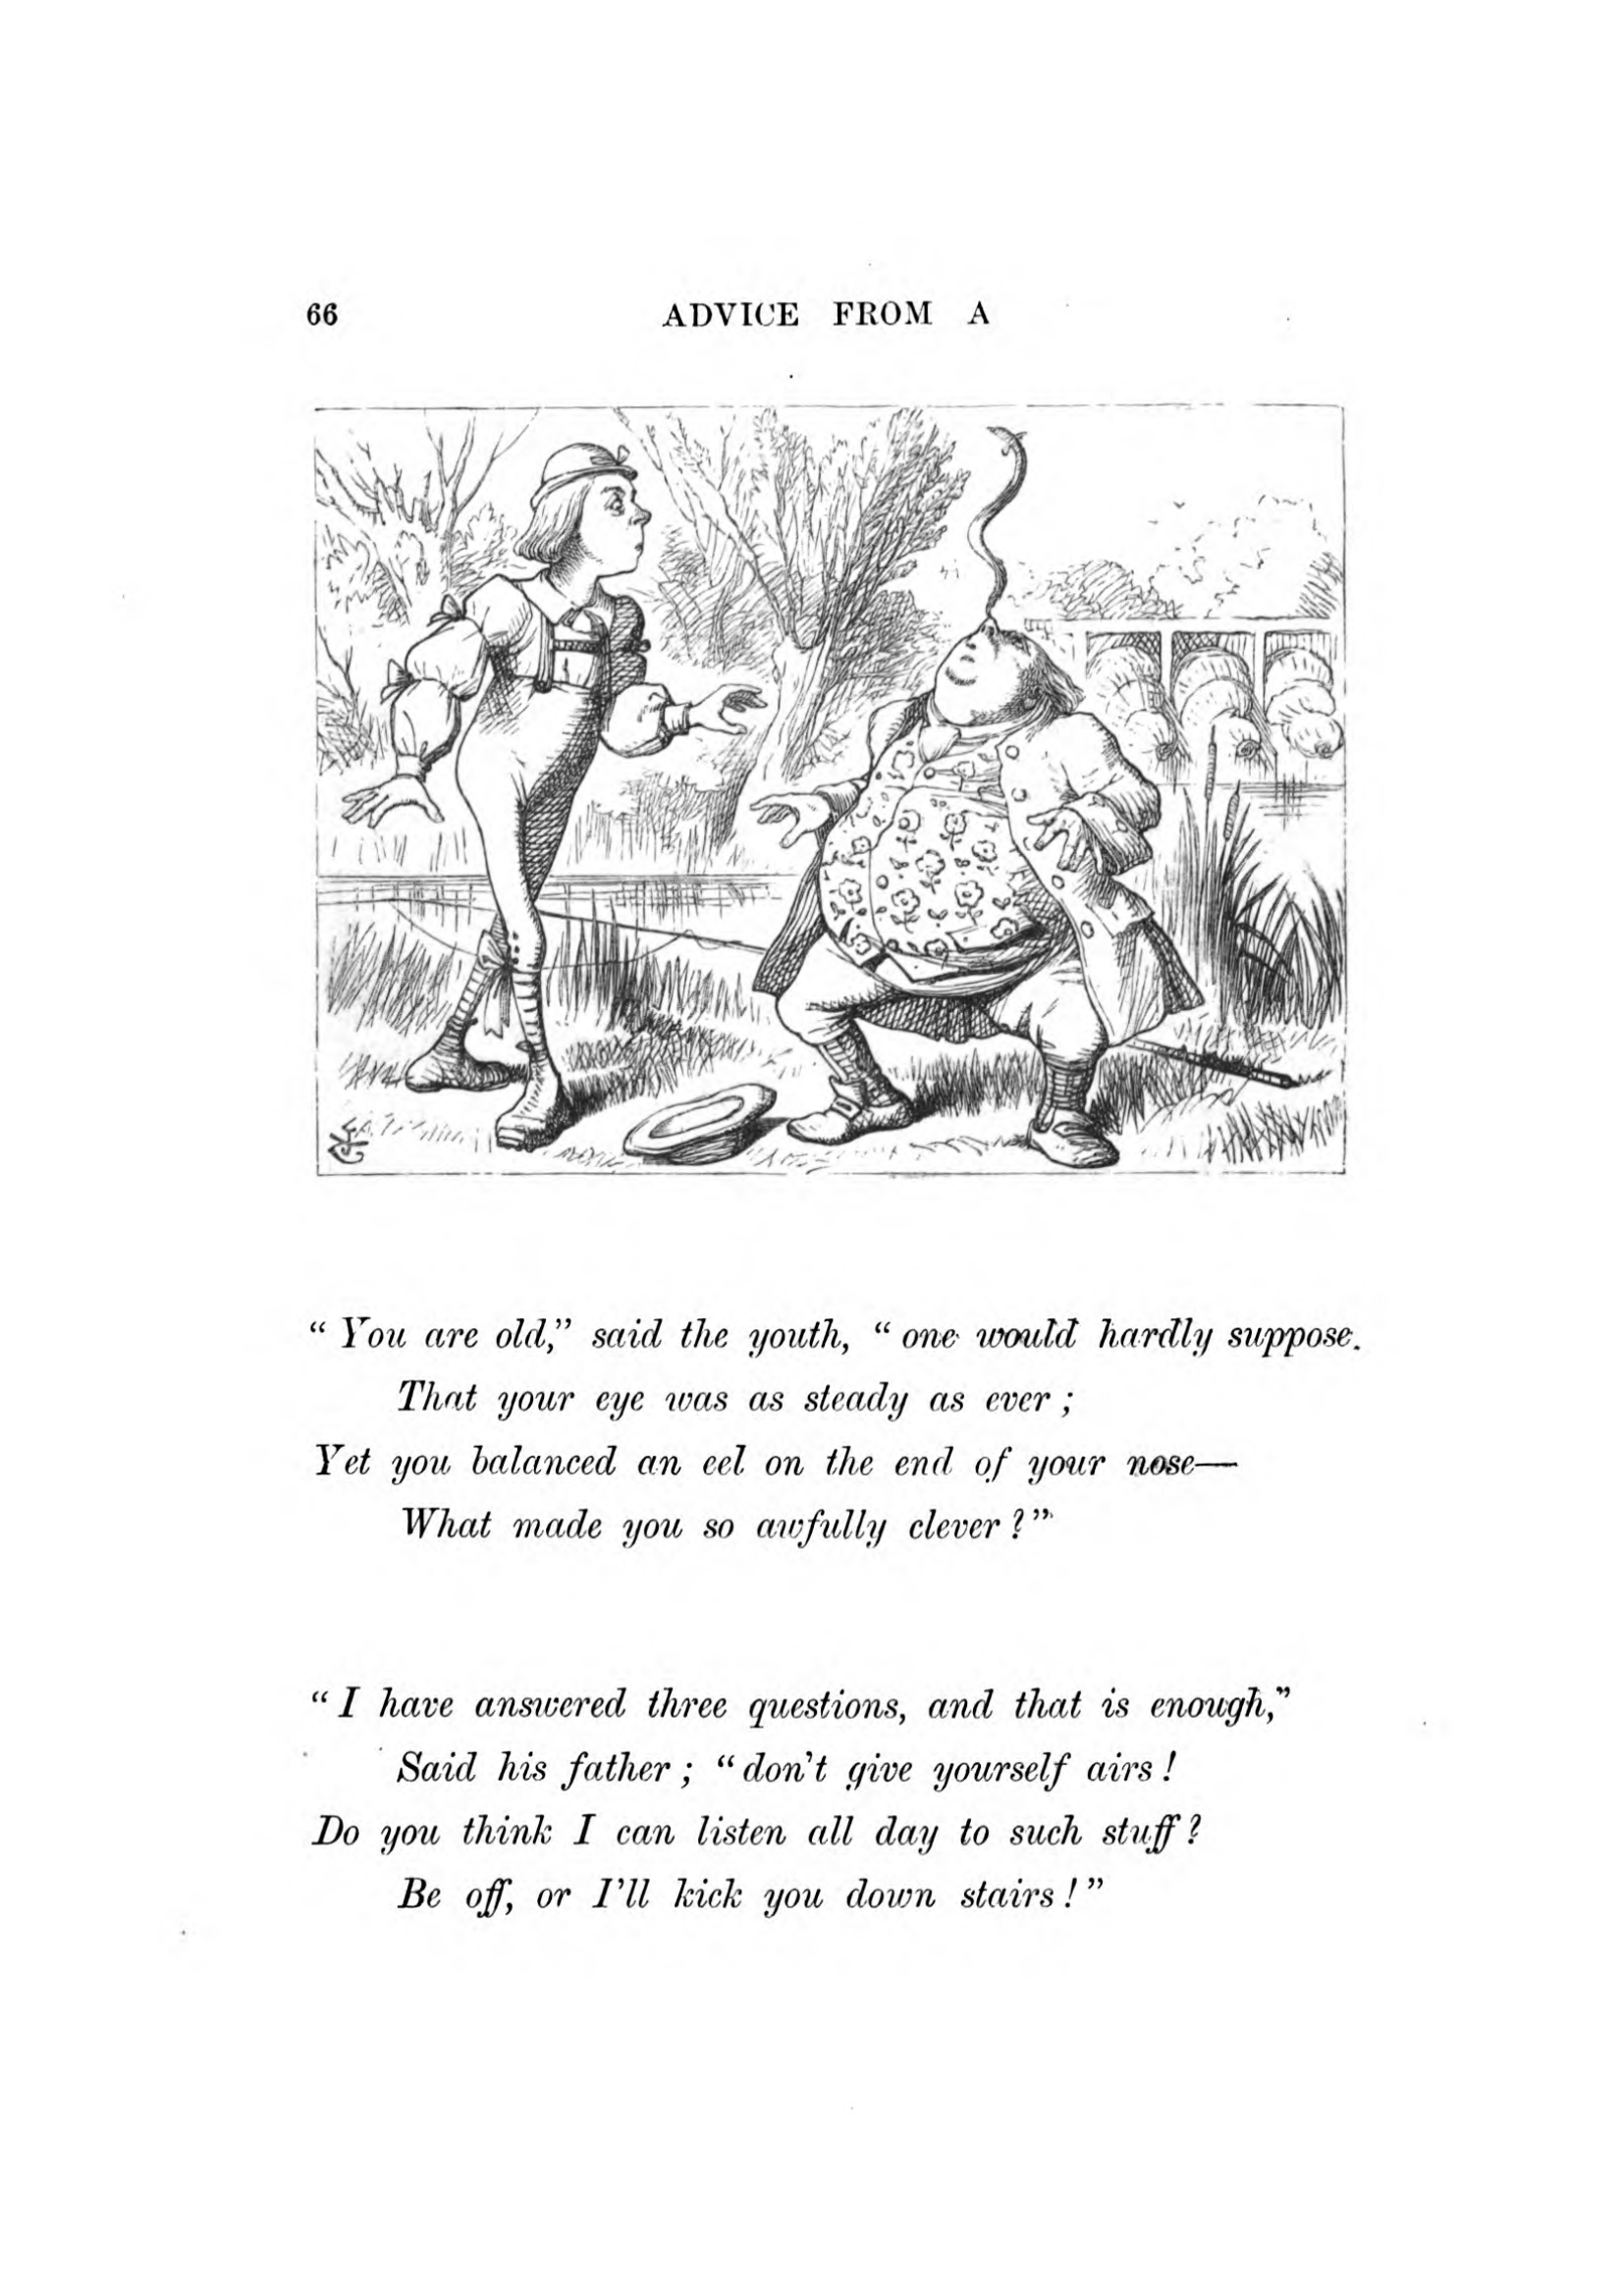 66 ADVICE FROM A
“ You are old,” said the youth, “ one would hardly suppose.
That your eye was as steady as ever ;
Yet you balanced an eel on the end of your nose—
What made you so awfully clever ? ”
“ I have answered three questions, and that is enough,”
Said his father ; “ don’t give yourself airs !
Do you think I can listen all day to such stuff ?
Be off, or I’ll kick you down stairs ! ”